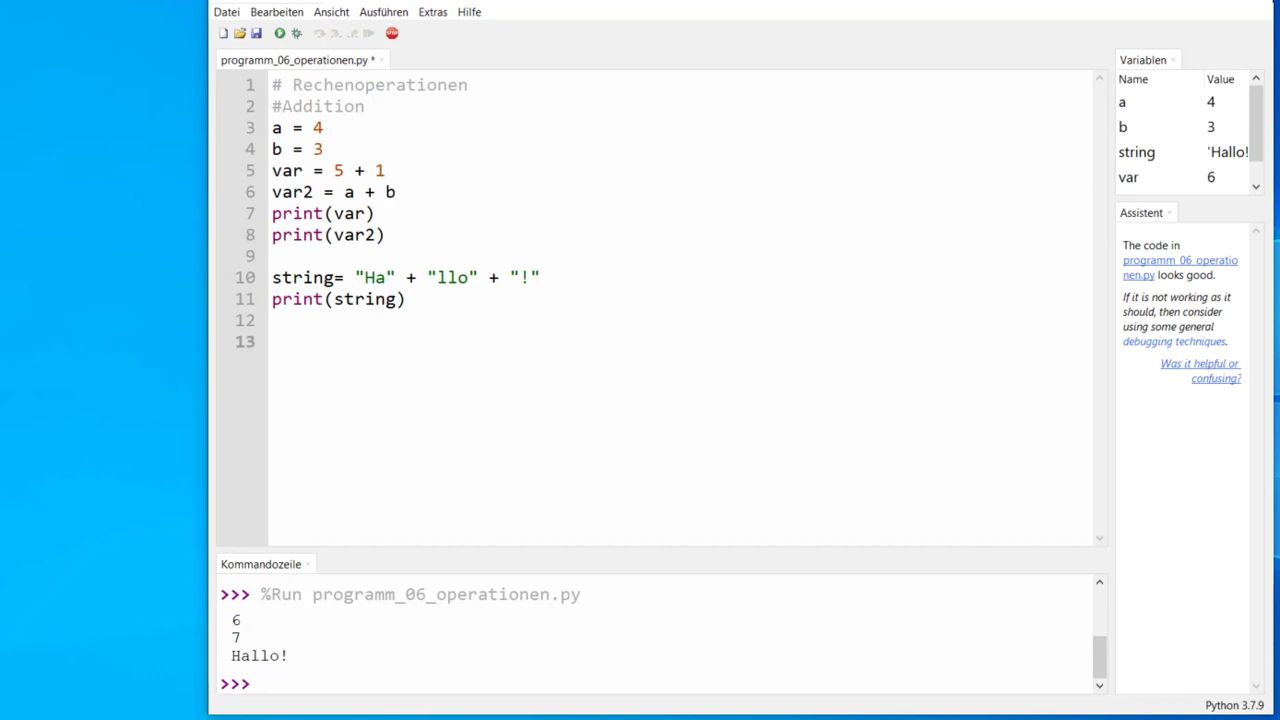 Datei Bearbeiten Ansicht Ausführen Extras Hilfe
STOP
programm_06_operationen.py *
1 # Rechenoperationen
2 #Addition
3 a = 4
4 b = 3
5 var = 5 + 1
6 var2 = a + b
7 print(var)
8 print(var2)
9
10 string= "Ha" + "llo" + "!"
11 print(string)
12
13
Kommandozeile
>>> %Run programm_06_operationen.py
6
7
Hallo!
>>>
Variablen
Name Value
a 4
b 3
string 'Hallo!
var 6
Assistent
The code in
programm_06_operatio
nen.py looks good.
If it is not working as it
should, then consider
using some general
debugging techniques.
Was it helpful or
confusing?
Python 3.7.9